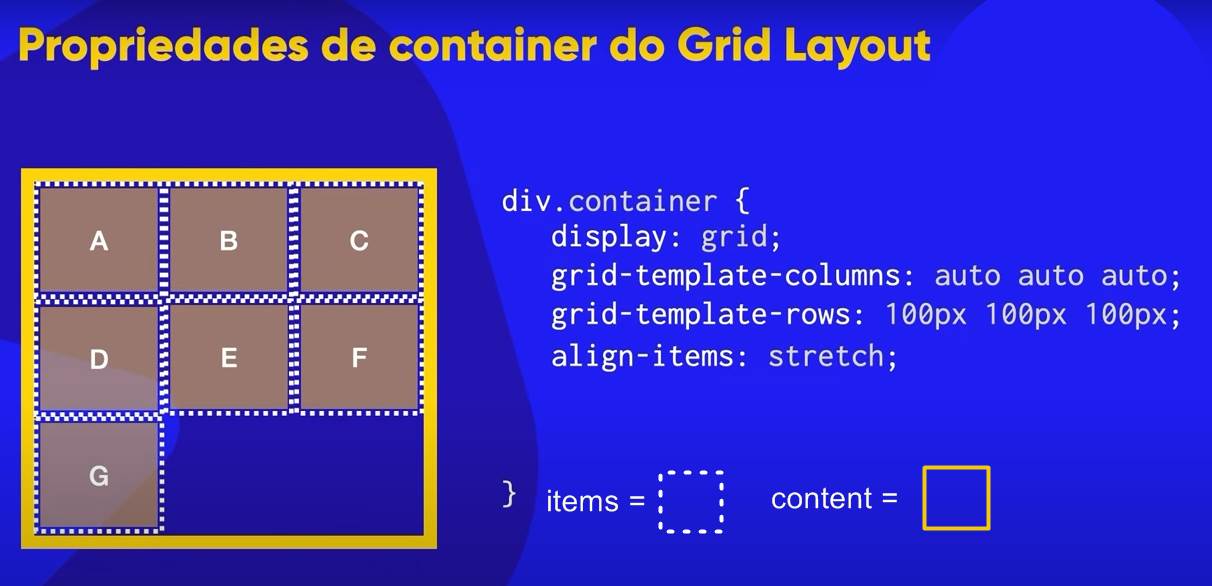 Propriedades de container do Grid Layout
A B C
D E F
G
div.container {
display: grid;
grid-template-columns: auto auto auto;
grid-template-rows: 100px 100px 100px;
align-items: stretch;
}
items =
content =